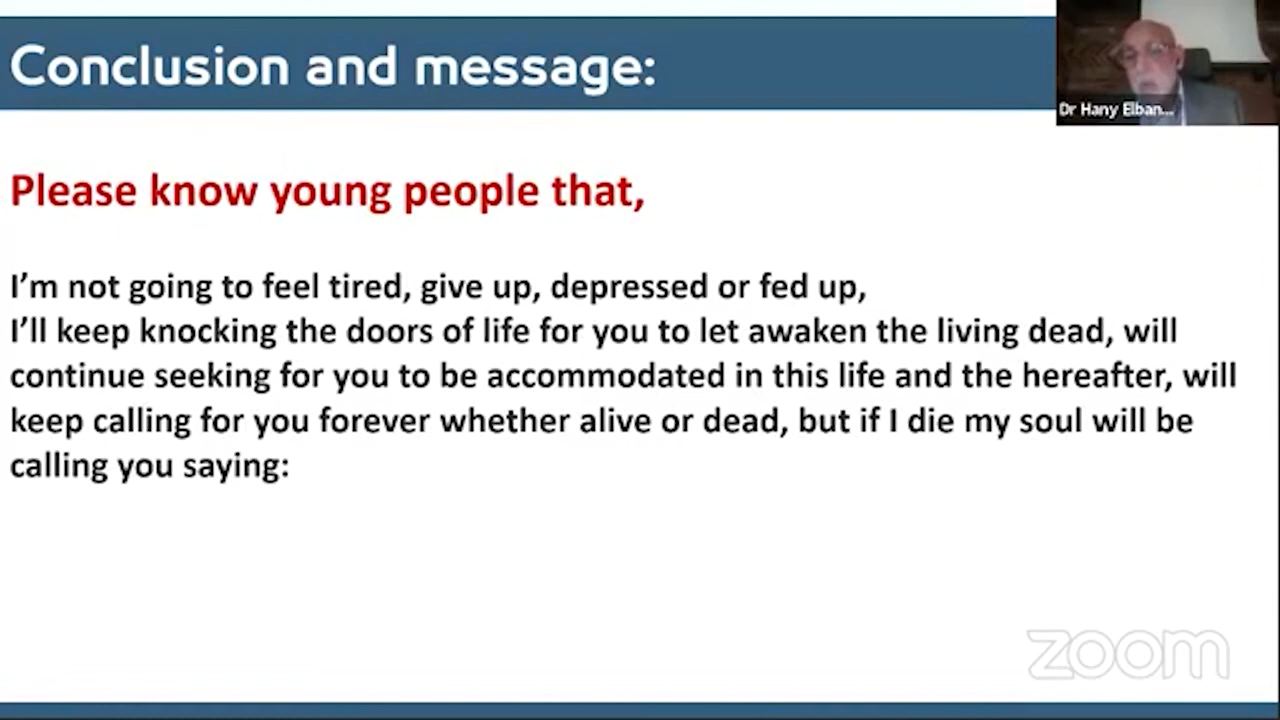 Conclusion and message:
Dr Hany Elban...
Please know young people that,
I'm not going to feel tired, give up, depressed or fed up,
I'll keep knocking the doors of life for you to let awaken the living dead, will
continue seeking for you to be accommodated in this life and the hereafter, will
keep calling for you forever whether alive or dead, but if I die my soul will be
calling you saying:
zoom